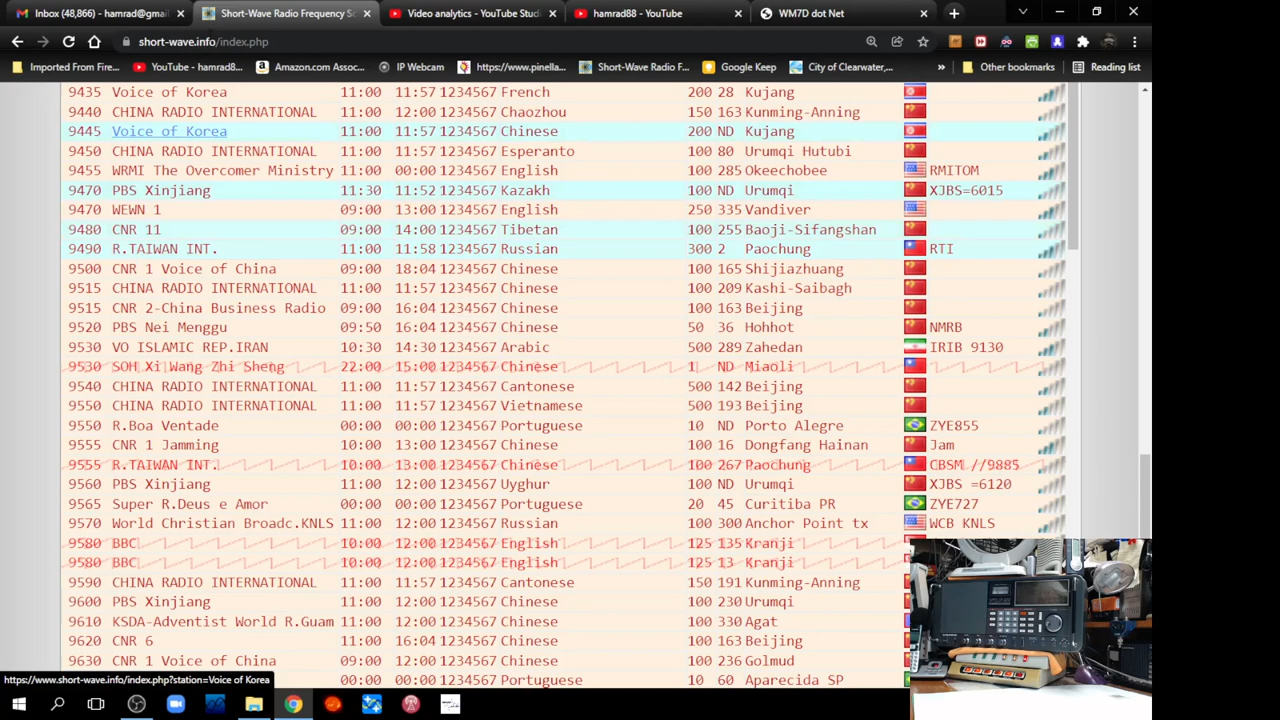 Inbox (48,866) - hamrad@gmail
Short-Wave Radio Frequency Sc
Video analytics - YouTube Studi
hamrad88 - YouTube
WM7D dot Net
short-wave.info/index.php
Imported From Fire...
YouTube - hamrad8...
Amazon.com Assoc...
IP Webcam
https://www.pinella...
Short-Wave Radio F...
Google Keep
City of Clearwater,...
»
Other bookmarks
Reading list
9435 Voice of Korea 11:00 11:57 1234567 French 200 28 Kujang
9440 CHINA RADIO INTERNATIONAL 11:00 12:00 1234567 Chaozhou 150 163 Kunming-Anning
9445 Voice of Korea 11:00 11:57 1234567 Chinese 200 ND Kujang
9450 CHINA RADIO INTERNATIONAL 11:00 11:57 1234567 Esperanto 100 80 Urumqi Hutubi
9455 WRMI The Overcomer Ministry 11:00 00:00 1234567 English 100 285 Okeechobee RMITOM
9470 PBS Xinjiang 11:30 11:52 1234567 Kazakh 100 ND Urumqi XJBS=6015
9470 WEWN 1 09:00 13:00 1234567 English 250 335 Vandiver
9480 CNR 11 09:00 14:00 1234567 Tibetan 100 255 Baoji-Sifangshan
9490 R.TAIWAN INT. 11:00 11:58 1234567 Russian 300 2 Paochung RTI
9500 CNR 1 Voice of China 09:00 18:04 1234567 Chinese 100 165 Shijiazhuang
9515 CHINA RADIO INTERNATIONAL 11:00 11:57 1234567 Chinese 100 209 Kashi-Saibagh
9515 CNR 2-China Business Radio 09:00 16:04 1234567 Chinese 100 163 Beijing
9520 PBS Nei Menggu 09:50 16:04 1234567 Chinese 50 36 Hohhot NMRB
9530 VO ISLAMIC REP.IRAN 10:30 14:30 1234567 Arabic 500 289 Zahedan IRIB 9130
9530 SOH Xi Wang Zhi Sheng 22:00 15:00 1234567 Chinese 1 ND Miaoli
9540 CHINA RADIO INTERNATIONAL 11:00 11:57 1234567 Cantonese 500 142 Beijing
9550 CHINA RADIO INTERNATIONAL 11:00 11:57 1234567 Vietnamese 500 193 Beijing
9550 R.Boa Ventade 00:00 00:00 1234567 Portuguese 10 ND Porto Alegre ZYE855
9555 CNR 1 Jamming 10:00 13:00 1234567 Chinese 100 16 Dongfang Hainan Jam
9555 R.TAIWAN INT. 10:00 13:00 1234567 Chinese 100 267 Paochung CBSM //9885
9560 PBS Xinjiang 11:00 12:00 1234567 Uyghur 100 ND Urumqi XJBS =6120
9565 Super R.Deus e Amor 00:00 00:00 1234567 Portuguese 20 45 Curitiba PR ZYE727
9570 World Christian Broadc.KNLS 11:00 12:00 1234567 Russian 100 300 Anchor Point tx WCB KNLS
9580 BBC 10:00 12:00 1234567 English 125 135 Kranji
9580 BBC 10:00 12:00 1234567 English 125 13 Kranji
9590 CHINA RADIO INTERNATIONAL 11:00 11:57 1234567 Cantonese 150 191 Kunming-Anning
9600 PBS Xinjiang 11:00 12:00 1234567 Chinese 100 230 Urumqi
9610 KSDA-Adventist World R.Guam 11:00 12:00 1234567 Chinese 100 330 Agat
9620 CNR 6 16:04 1234567 Chinese Beijing
9630 CNR 1 Voice of China 09:00 12:00 1234567 Chinese 100 236 Golmud
00:00 00:00 1234567 Portuguese 10 Aparecida SP
https://www.short-wave.info/index.php?station=Voice of Korea